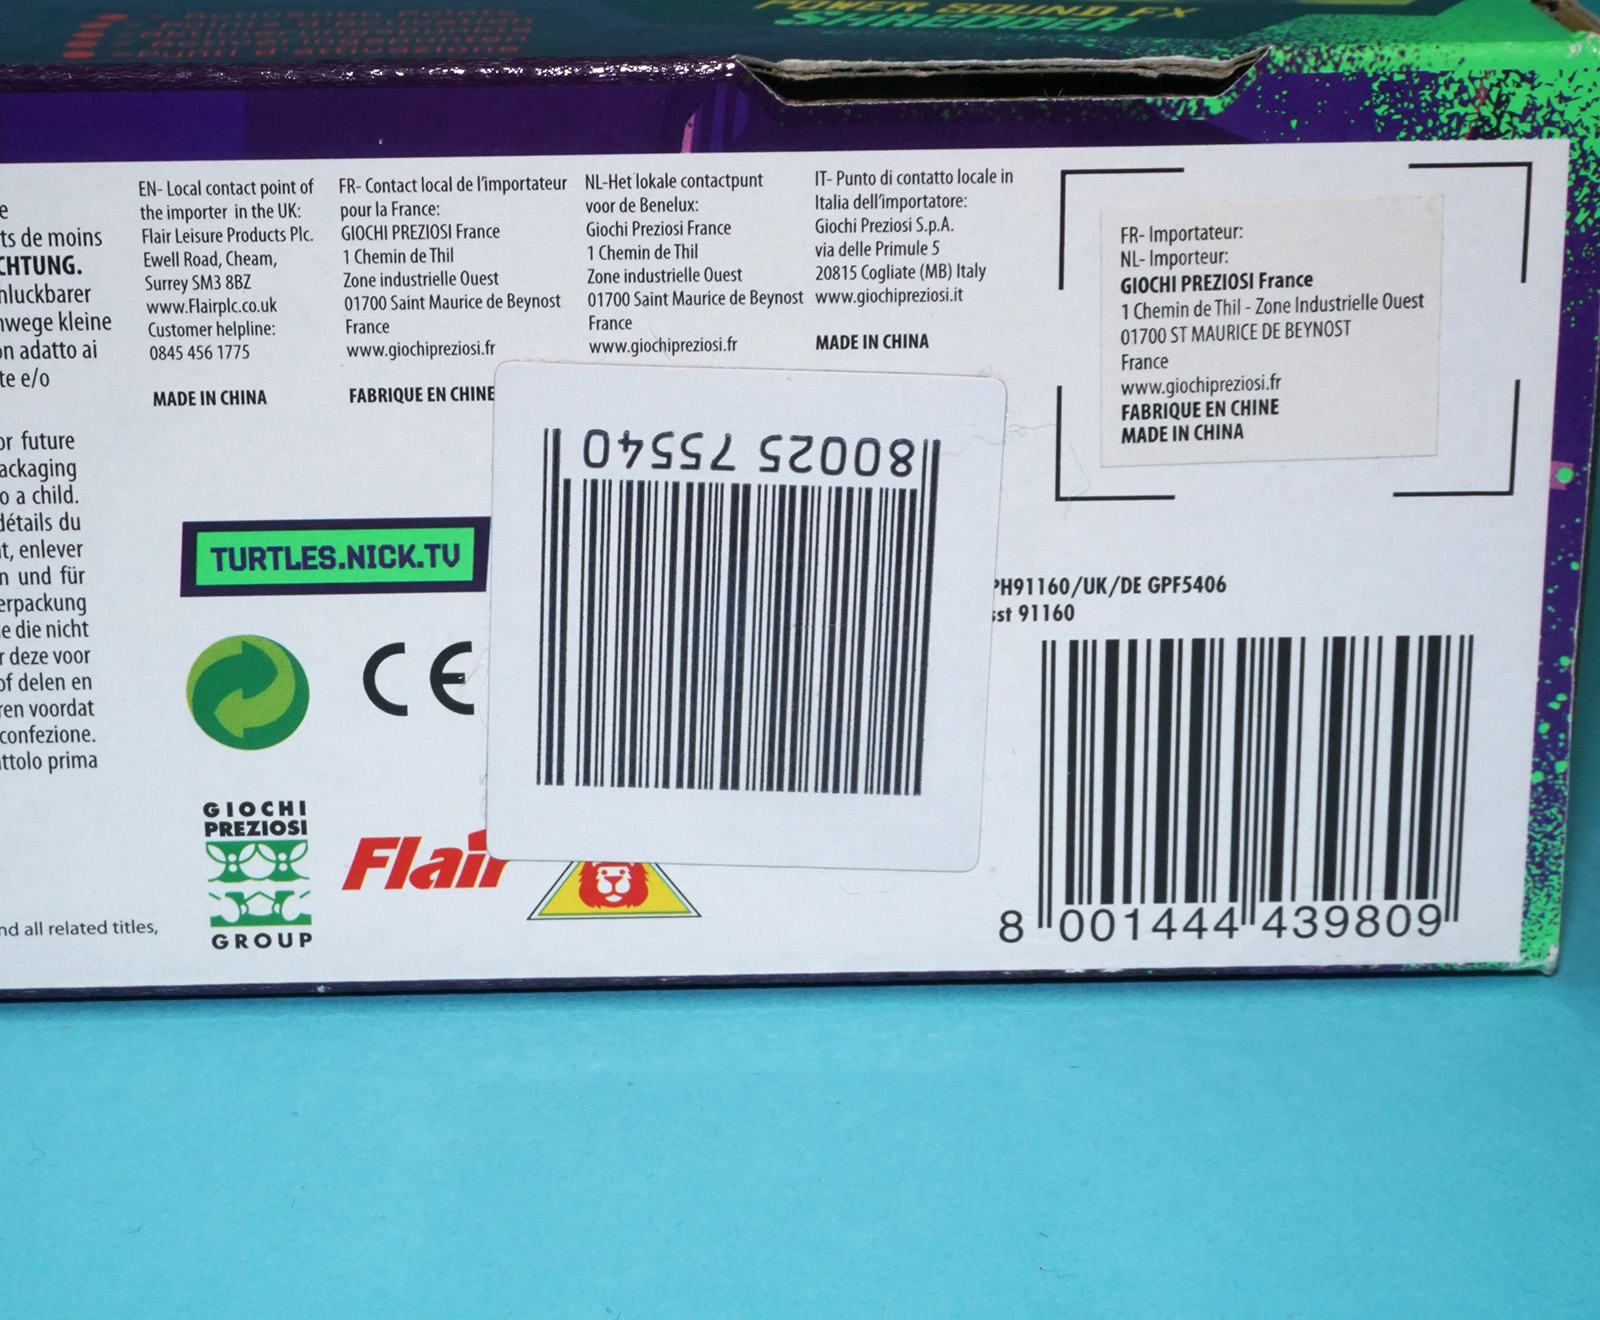 POWER SOUND FX
SHREDDER
e
ts de moins
CHTUNG.
hluckbarer
nwege kleine
on adatto ai
te e/o
or future
ackaging
o a child.
détails du
t, enlever
n und für
erpackung
e die nicht
r deze voor
of delen en
ren voordat
confezione.
attolo prima
nd all related titles,
EN- Local contact point of
the importer in the UK:
Flair Leisure Products Plc.
Ewell Road, Cheam,
Surrey SM3 8BZ
www.Flairplc.co.uk
Customer helpline:
0845 456 1775
MADE IN CHINA
FR- Contact local de l'importateur
pour la France:
GIOCHI PREZIOSI France
1 Chemin de Thil
Zone industrielle Ouest
01700 Saint Maurice de Beynost
France
www.giochipreziosi.fr
FABRIQUE EN CHINE
NL-Het lokale contactpunt
voor de Benelux:
Giochi Preziosi France
1 Chemin de Thil
Zone industrielle Ouest
01700 Saint Maurice de Beynost
France
www.giochipreziosi.fr
IT- Punto di contatto locale in
Italia dell'importatore:
Giochi Preziosi S.p.A.
via delle Primule 5
20815 Cogliate (MB) Italy
www.giochipreziosi.it
MADE IN CHINA
FR- Importateur:
NL- Importeur:
GIOCHI PREZIOSI France
1 Chemin de Thil - Zone Industrielle Ouest
01700 ST MAURICE DE BEYNOST
France
www.giochipreziosi.fr
FABRIQUE EN CHINE
MADE IN CHINA
80025 75540
TURTLES.NICK.TV
CE
GIOCHI
PREZIOSI
GROUP
Flair
PH91160/UK/DE GPF5406
sst 91160
8 001444 439809